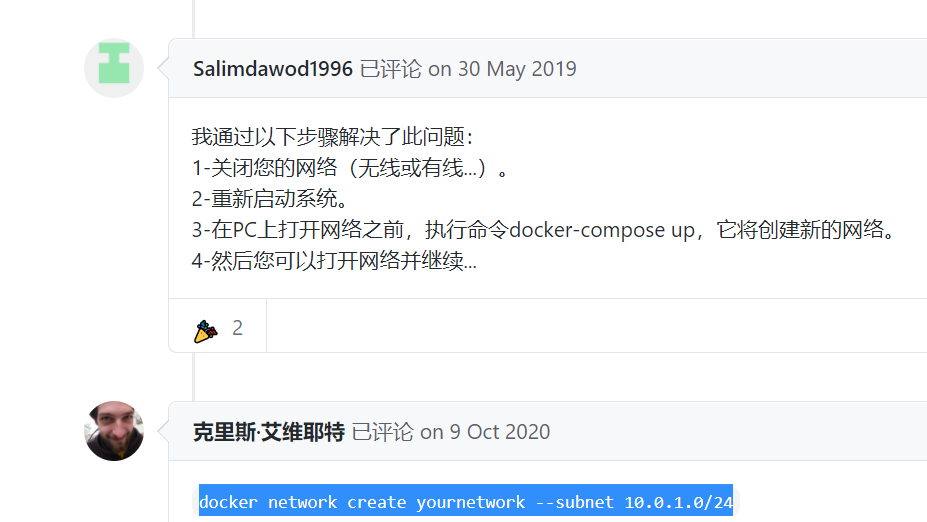 Salimdawod1996 已评论 on 30 May 2019
我通过以下步骤解决了此问题：
1-关闭您的网络（无线或有线...）。
2-重新启动系统。
3-在PC上打开网络之前，执行命令docker-compose up，它将创建新的网络。
4-然后您可以打开网络并继续...
2
克里斯·艾维耶特 已评论 on 9 Oct 2020
docker network create yournetwork --subnet 10.0.1.0/24